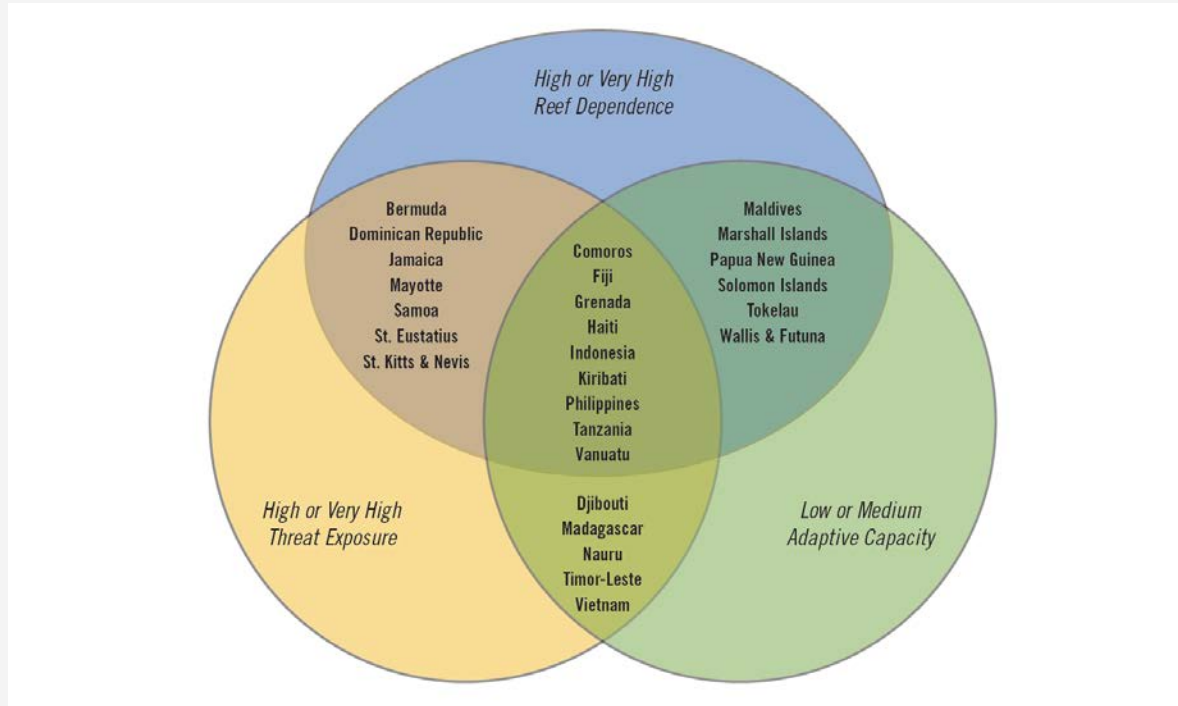 High or Very High
Reef Dependence
Bermuda
Dominican Republic
Jamaica
Mayotte
Samoa
St. Eustatius
St. Kitts & Nevis
Comoros
Fiji
Grenada
Haiti
Indonesia
Kiribati
Philippines
Tanzania
Vanuatu
Maldives
Marshall Islands
Papua New Guinea
Solomon Islands
Tokelau
Wallis & Futuna
High or Very High
Threat Exposure
Djibouti
Madagascar
Nauru
Timor-Leste
Vietnam
Low or Medium
Adaptive Capacity